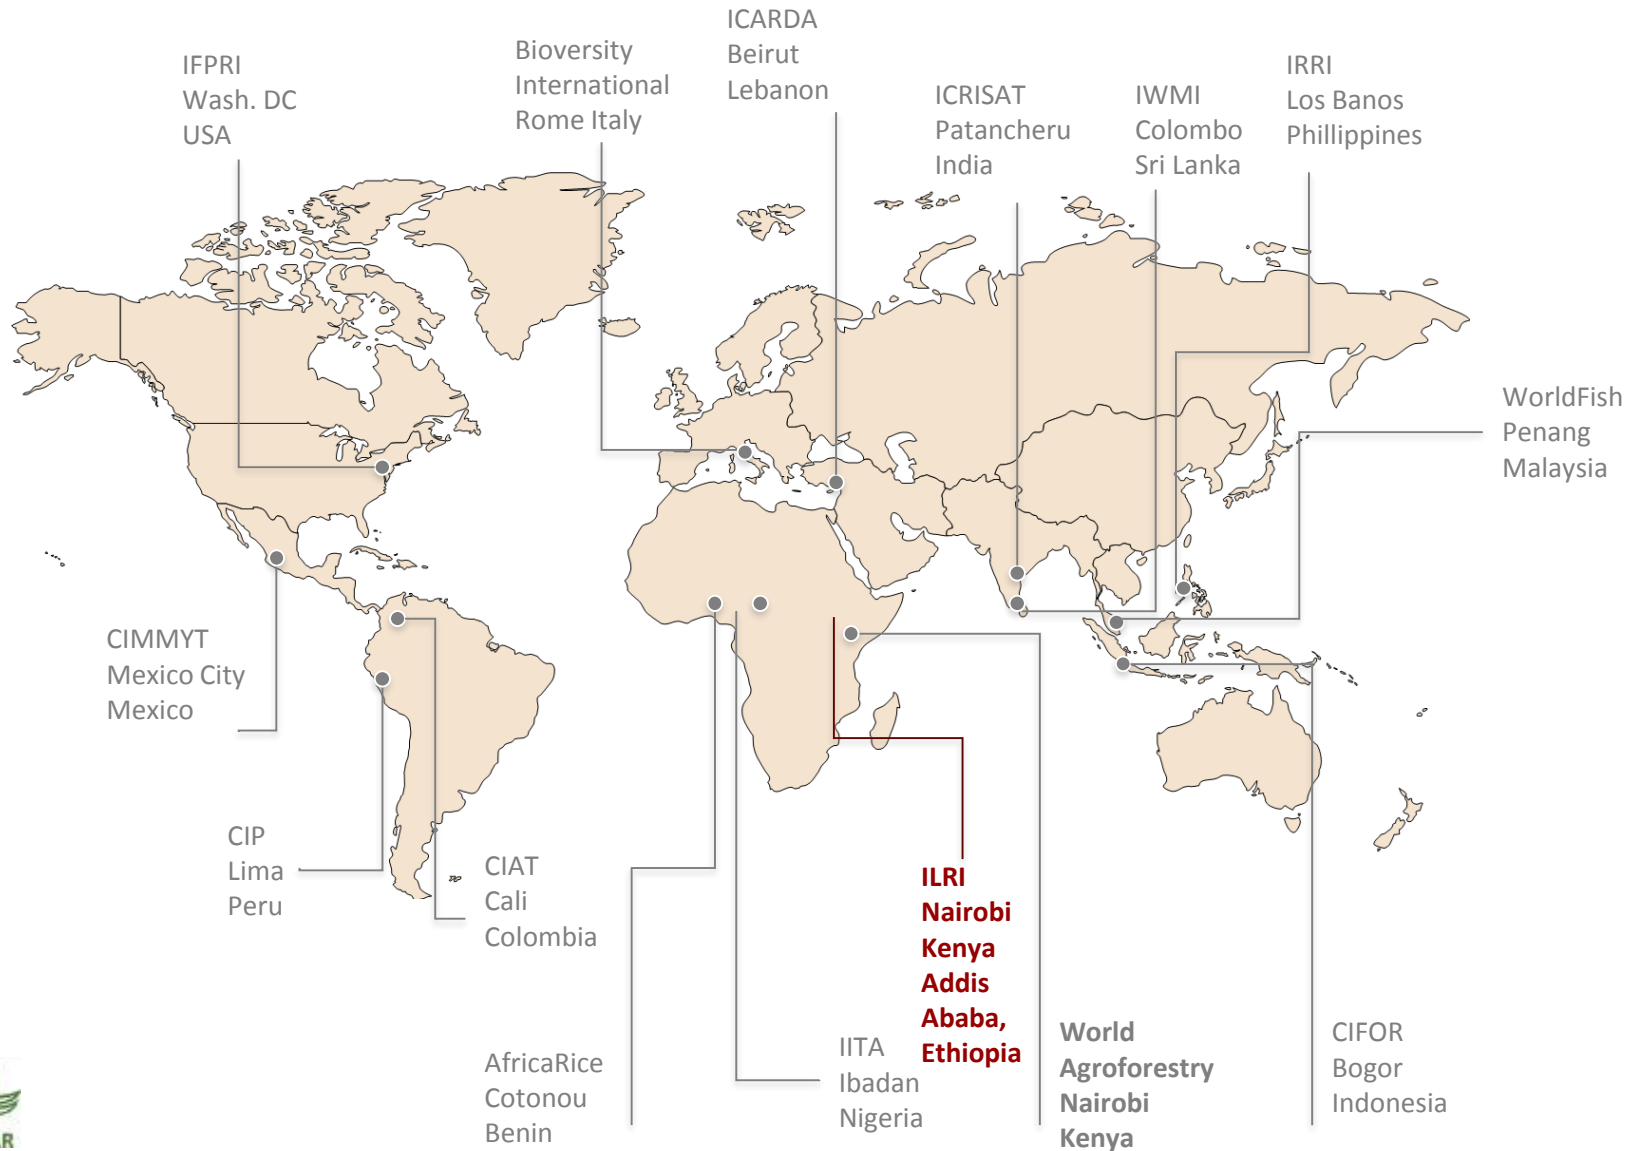 IFPRI
Wash. DC
USA
Bioversity
International
Rome Italy
ICARDA
Beirut
Lebanon
ICRISAT
Patancheru
India
IWMI
Colombo
Sri Lanka
IRRI
Los Banos
Phillippines
WorldFish
Penang
Malaysia
CIMMYT
Mexico City
Mexico
CIP
Lima
Peru
CIAT
Cali
Colombia
AfricaRice
Cotonou
Benin
IITA
Ibadan
Nigeria
ILRI
Nairobi
Kenya
Addis
Ababa,
Ethiopia
World
Agroforestry
Nairobi
Kenya
CIFOR
Bogor
Indonesia